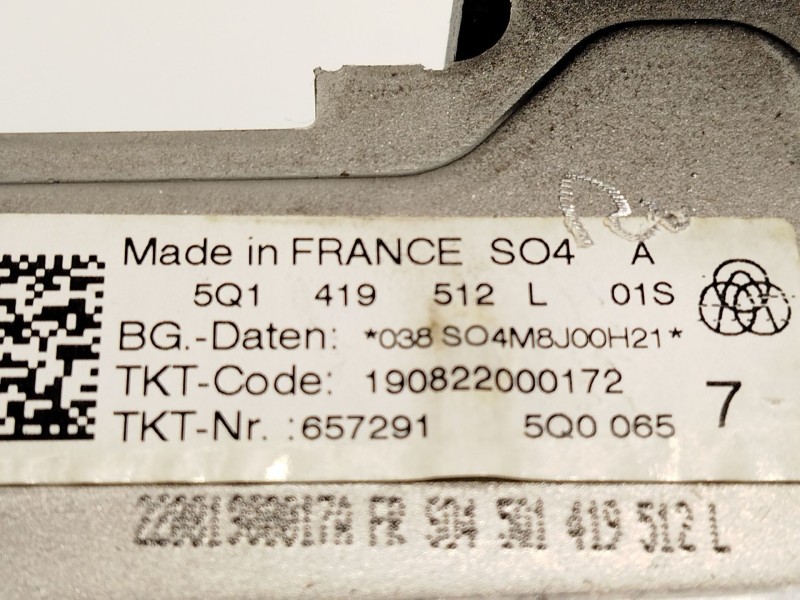 Made in FRANCE SO4 A
5Q1 419 512 L 01S
BG.-Daten: *038 SO4M8J00H21*
TKT-Code: 190822000172
TKT-Nr. :657291 5Q0 065 7
FR S04 5Q1 419 512 L